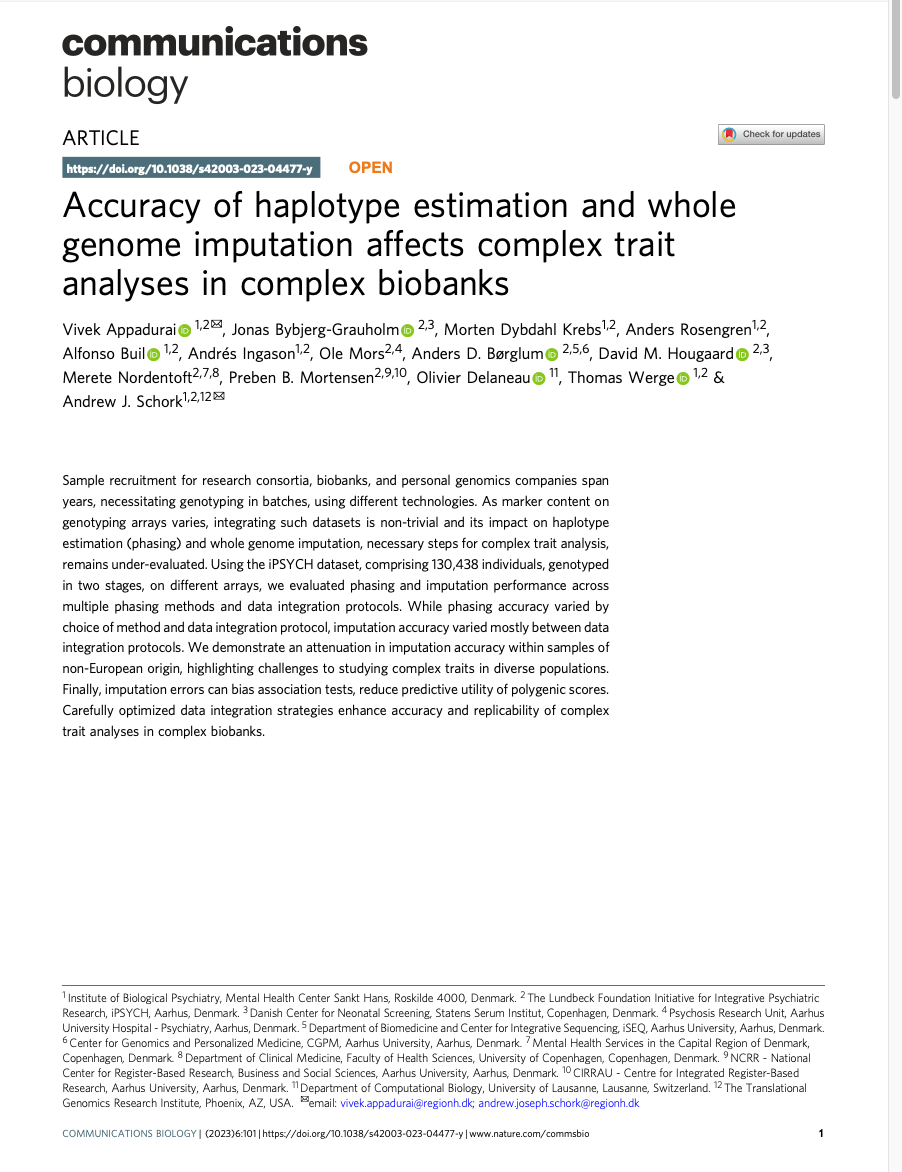 communications
biology
ARTICLE
Check for updates
https://doi.org/10.1038/s42003-023-04477-y OPEN
Accuracy of haplotype estimation and whole
genome imputation affects complex trait
analyses in complex biobanks
Vivek Appadurai iD 1,2✉, Jonas Bybjerg-Grauholm iD 2,3, Morten Dybdahl Krebs1,2, Anders Rosengren1,2,
Alfonso Buil iD 1,2, Andrés Ingason1,2, Ole Mors2,4, Anders D. Børglum iD 2,5,6, David M. Hougaard iD 2,3,
Merete Nordentoft2,7,8, Preben B. Mortensen2,9,10, Olivier Delaneau iD 11, Thomas Werge iD 1,2 &
Andrew J. Schork1,2,12✉
Sample recruitment for research consortia, biobanks, and personal genomics companies span
years, necessitating genotyping in batches, using different technologies. As marker content on
genotyping arrays varies, integrating such datasets is non-trivial and its impact on haplotype
estimation (phasing) and whole genome imputation, necessary steps for complex trait analysis,
remains under-evaluated. Using the iPSYCH dataset, comprising 130,438 individuals, genotyped
in two stages, on different arrays, we evaluated phasing and imputation performance across
multiple phasing methods and data integration protocols. While phasing accuracy varied by
choice of method and data integration protocol, imputation accuracy varied mostly between data
integration protocols. We demonstrate an attenuation in imputation accuracy within samples of
non-European origin, highlighting challenges to studying complex traits in diverse populations.
Finally, imputation errors can bias association tests, reduce predictive utility of polygenic scores.
Carefully optimized data integration strategies enhance accuracy and replicability of complex
trait analyses in complex biobanks.
1 Institute of Biological Psychiatry, Mental Health Center Sankt Hans, Roskilde 4000, Denmark. 2 The Lundbeck Foundation Initiative for Integrative Psychiatric
Research, iPSYCH, Aarhus, Denmark. 3 Danish Center for Neonatal Screening, Statens Serum Institut, Copenhagen, Denmark. 4 Psychosis Research Unit, Aarhus
University Hospital - Psychiatry, Aarhus, Denmark. 5 Department of Biomedicine and Center for Integrative Sequencing, iSEQ, Aarhus University, Aarhus, Denmark.
6 Center for Genomics and Personalized Medicine, CGPM, Aarhus University, Aarhus, Denmark. 7 Mental Health Services in the Capital Region of Denmark,
Copenhagen, Denmark. 8 Department of Clinical Medicine, Faculty of Health Sciences, University of Copenhagen, Copenhagen, Denmark. 9 NCRR - National
Center for Register-Based Research, Business and Social Sciences, Aarhus University, Aarhus, Denmark. 10 CIRRAU - Centre for Integrated Register-Based
Research, Aarhus University, Aarhus, Denmark. 11 Department of Computational Biology, University of Lausanne, Lausanne, Switzerland. 12 The Translational
Genomics Research Institute, Phoenix, AZ, USA. ✉email: vivek.appadurai@regionh.dk; andrew.joseph.schork@regionh.dk
COMMUNICATIONS BIOLOGY | (2023)6:101 | https://doi.org/10.1038/s42003-023-04477-y | www.nature.com/commsbio 1